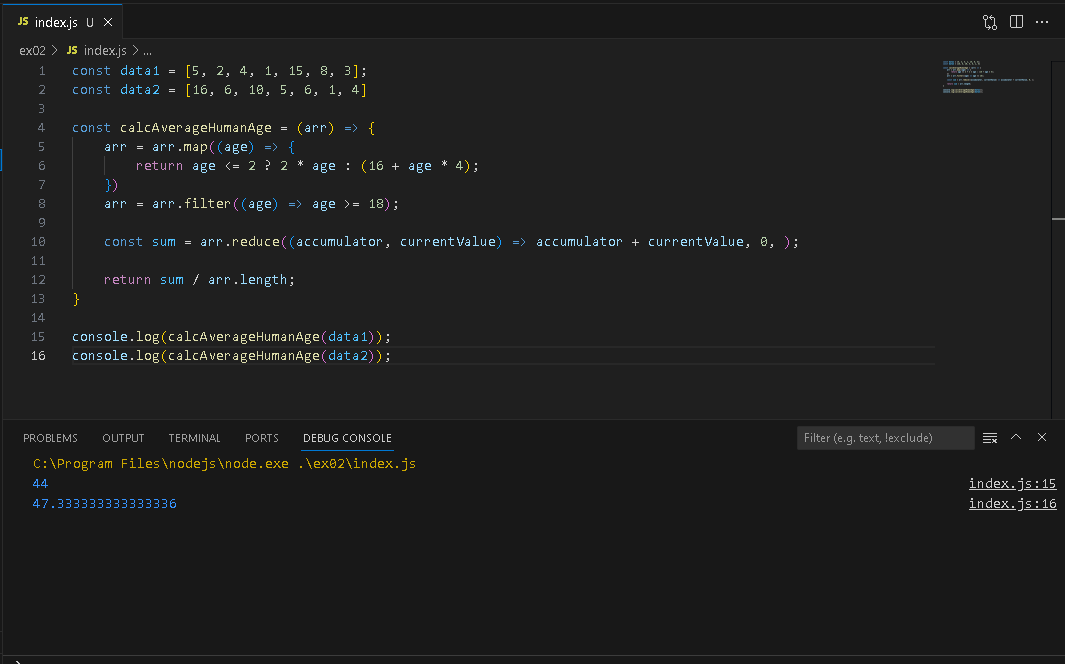 JS index.js U
ex02 > JS index.js > ...
1 const data1 = [5, 2, 4, 1, 15, 8, 3];
2 const data2 = [16, 6, 10, 5, 6, 1, 4]
3
4 const calcAverageHumanAge = (arr) => {
5 arr = arr.map((age) => {
6 return age <= 2 ? 2 * age : (16 + age * 4);
7 })
8 arr = arr.filter((age) => age >= 18);
9
10 const sum = arr.reduce((accumulator, currentValue) => accumulator + currentValue, 0, );
11
12 return sum / arr.length;
13 }
14
15 console.log(calcAverageHumanAge(data1));
16 console.log(calcAverageHumanAge(data2));
PROBLEMS OUTPUT TERMINAL PORTS DEBUG CONSOLE Filter (e.g. text, !exclude)
C:\Program Files\nodejs\node.exe .\ex02\index.js
44 index.js:15
47.333333333333336 index.js:16